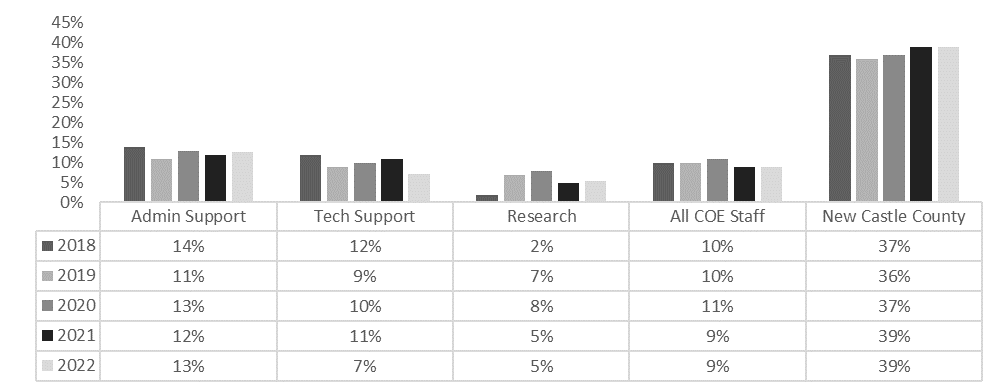 45%
40%
35%
30%
25%
20%
15%
10%
5%
0%
Admin Support Tech Support Research All COE Staff New Castle County
2018 14% 12% 2% 10% 37%
2019 11% 9% 7% 10% 36%
2020 13% 10% 8% 11% 37%
2021 12% 11% 5% 9% 39%
2022 13% 7% 5% 9% 39%